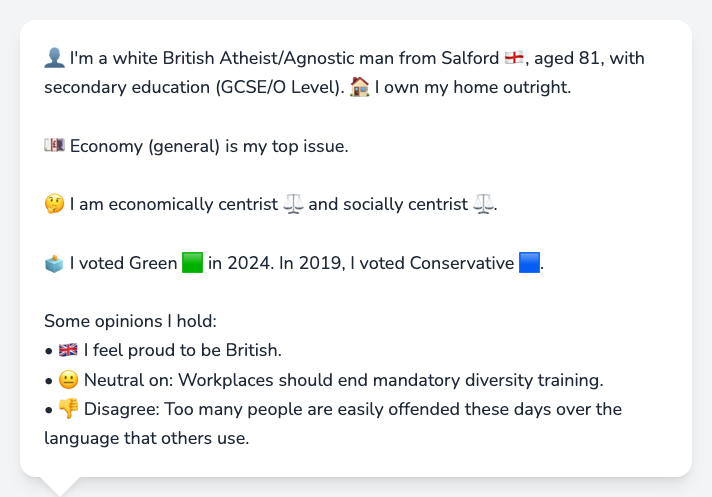 👤 I'm a white British Atheist/Agnostic man from Salford 🏴󠁧󠁢󠁥󠁮󠁧󠁿, aged 81, with
secondary education (GCSE/O Level). 🏠 I own my home outright.
💷 Economy (general) is my top issue.
🤔 I am economically centrist ⚖️ and socially centrist ⚖️.
🗳️ I voted Green 🟩 in 2024. In 2019, I voted Conservative 🟦.
Some opinions I hold:
• 🇬🇧 I feel proud to be British.
• 😐 Neutral on: Workplaces should end mandatory diversity training.
• 👎 Disagree: Too many people are easily offended these days over the
language that others use.